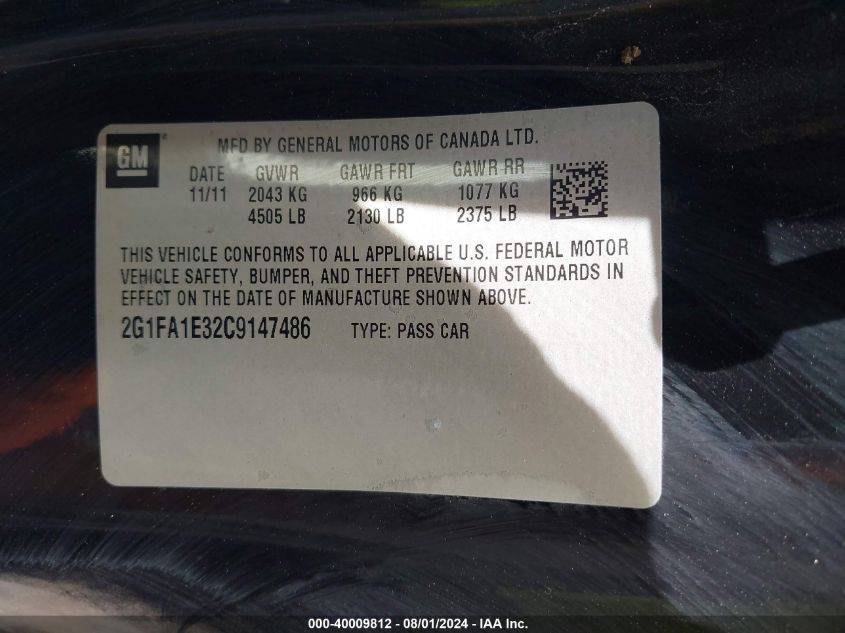 GM
MFD BY GENERAL MOTORS OF CANADA LTD.
DATE GVWR GAWR FRT GAWR RR
11/11 2043 KG 966 KG 1077 KG
4505 LB 2130 LB 2375 LB
THIS VEHICLE CONFORMS TO ALL APPLICABLE U.S. FEDERAL MOTOR
VEHICLE SAFETY, BUMPER, AND THEFT PREVENTION STANDARDS IN
EFFECT ON THE DATE OF MANUFACTURE SHOWN ABOVE.
2G1FA1E32C9147486 TYPE: PASS CAR
000-40009812 - 08/01/2024 - IAA Inc.